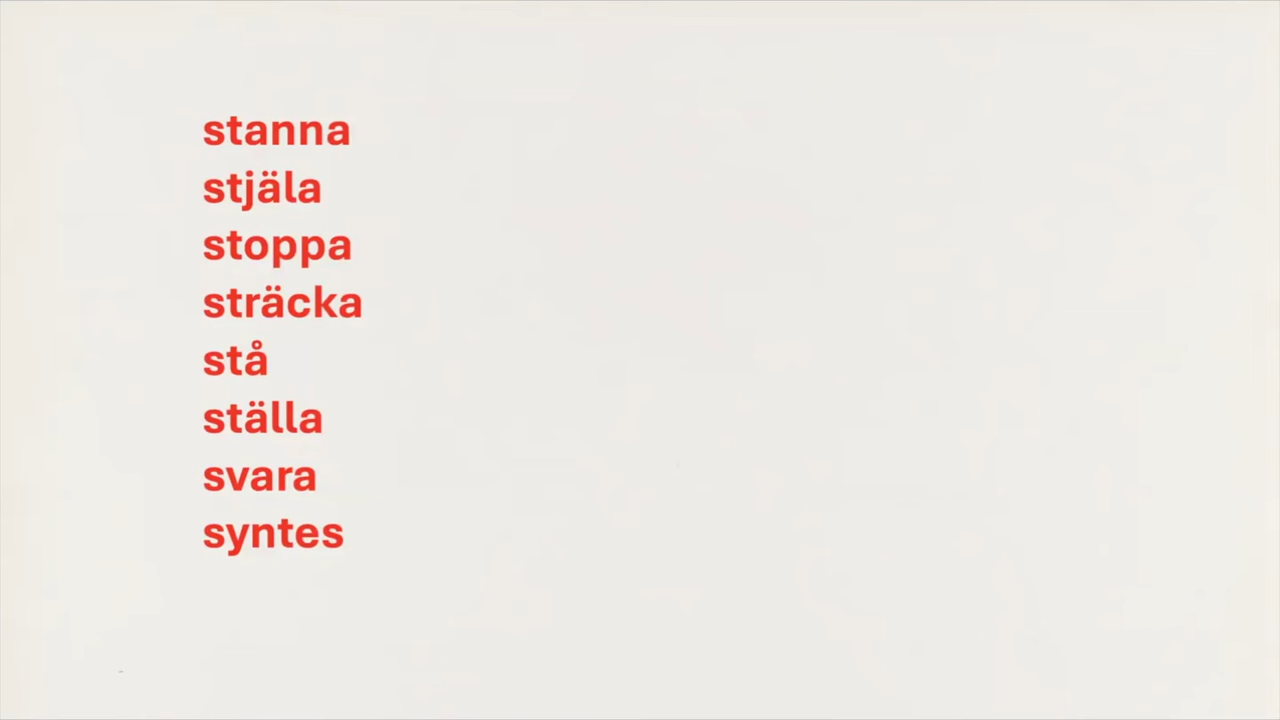 stanna
stjäla
stoppa
sträcka
stå
ställa
svara
syntes